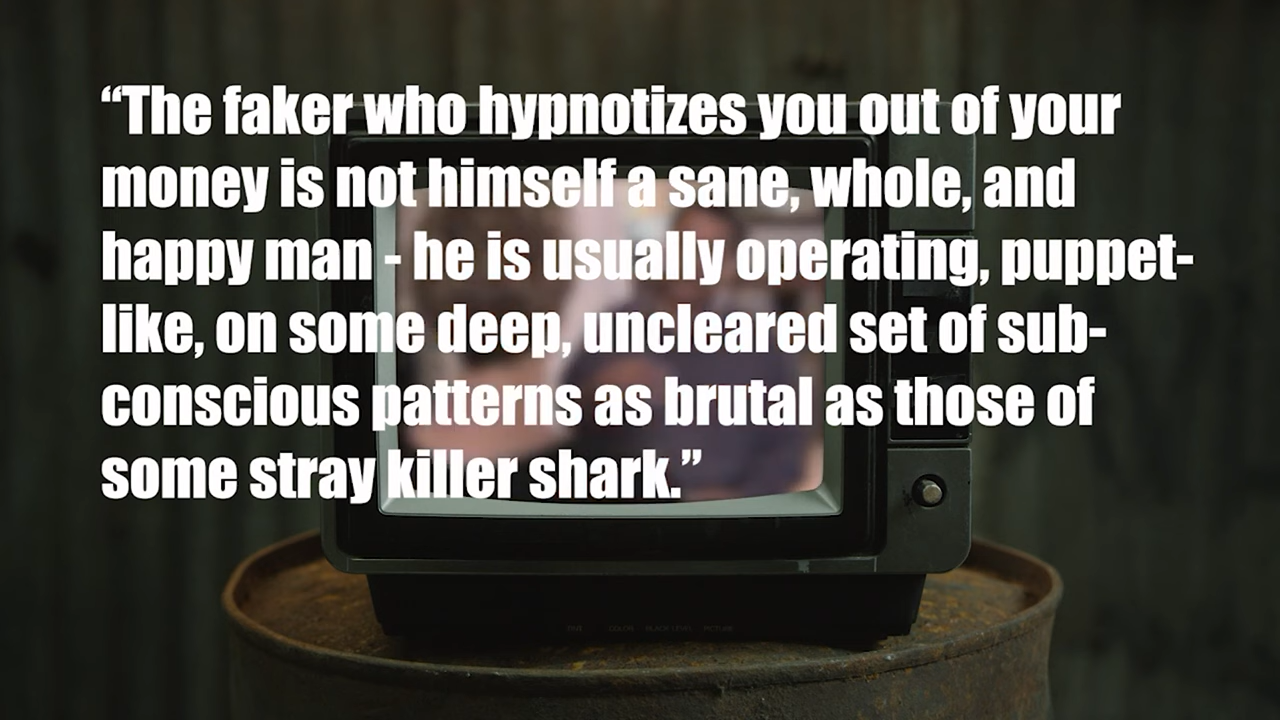 “The faker who hypnotizes you out of your
money is not himself a sane, whole, and
happy man - he is usually operating, puppet-
like, on some deep, uncleared set of sub-
conscious patterns as brutal as those of
some stray killer shark.”